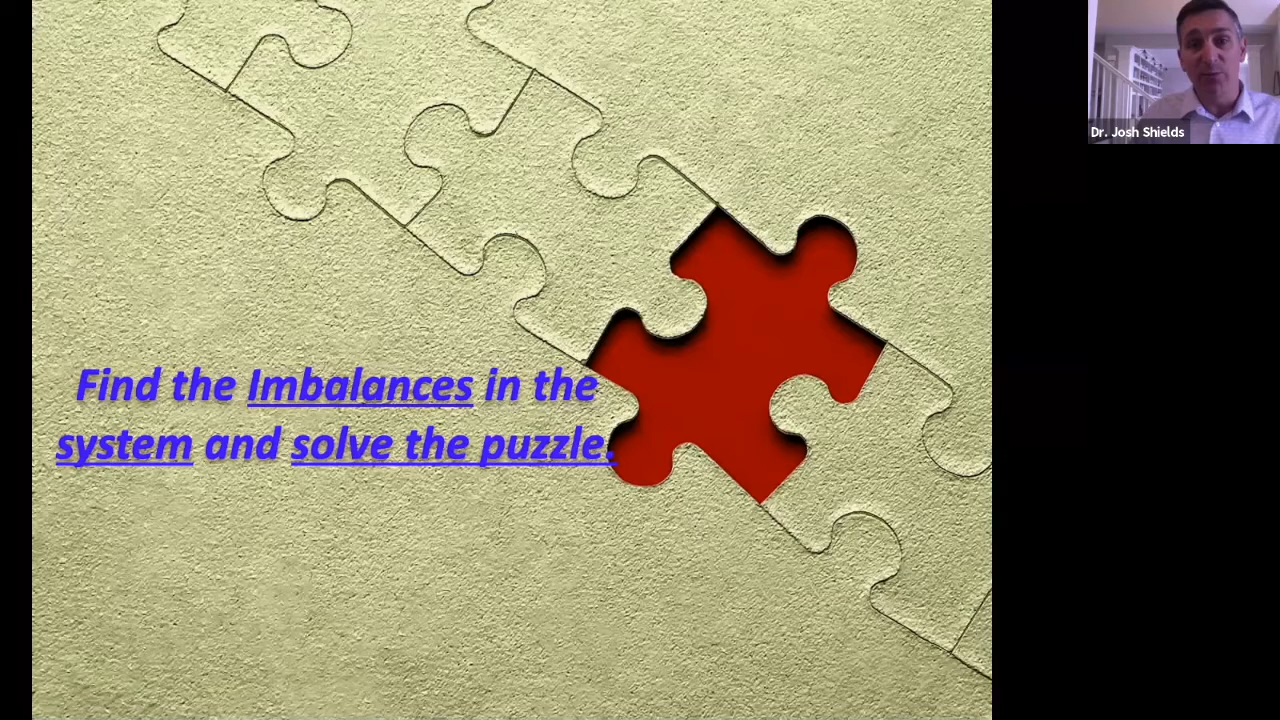 Find the Imbalances in the
system and solve the puzzle.
Dr. Josh Shields